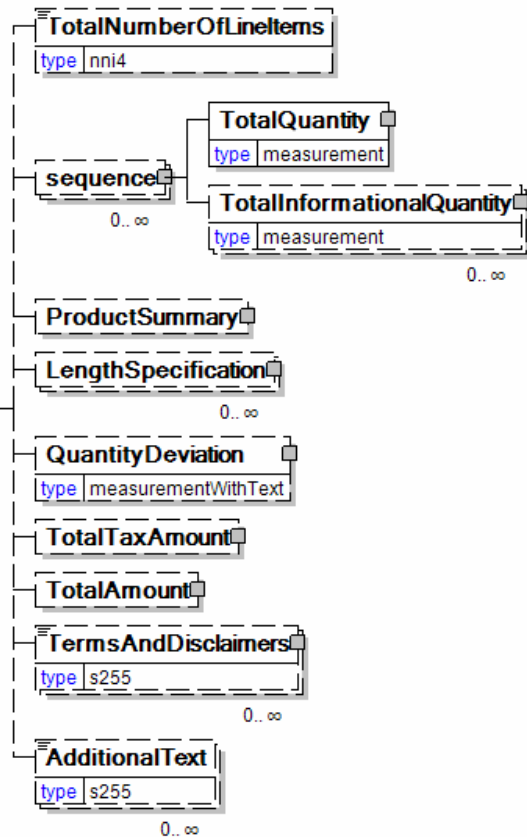 TotalNumberOfLineItems
type nni4
TotalQuantity
type measurement
sequence
0.. ∞
TotalInformationalQuantity
type measurement
0.. ∞
ProductSummary
LengthSpecification
0.. ∞
QuantityDeviation
type measurementWithText
TotalTaxAmount
TotalAmount
TermsAndDisclaimers
type s255
0.. ∞
AdditionalText
type s255
0.. ∞